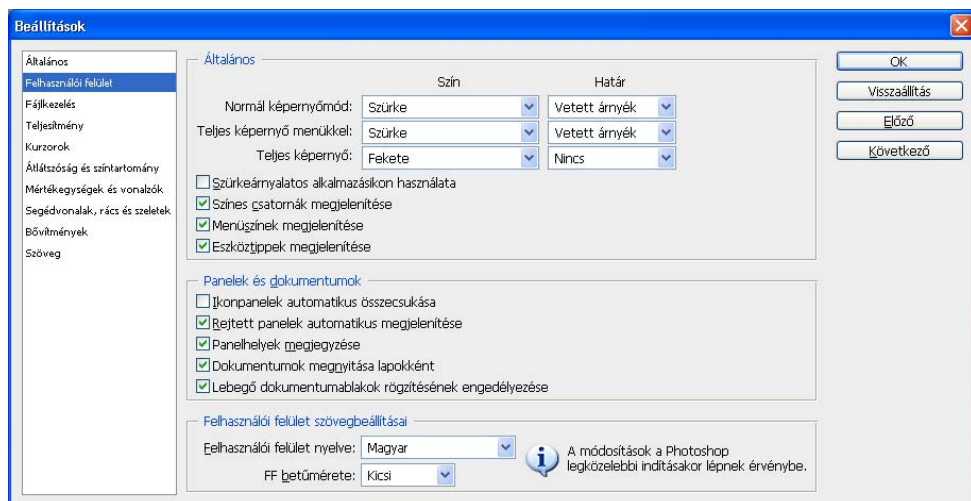 Beállítások
Általános
Felhasználói felület
Fájlkezelés
Teljesítmény
Kurzorok
Átlátszóság és színtartomány
Mértékegységek és vonalzók
Segédvonalak, rács és szeletek
Bővítmények
Szöveg
Általános
Szín Határ
Normál képernyőmód: Szürke Vetett árnyék
Teljes képernyő menükkel: Szürke Vetett árnyék
Teljes képernyő: Fekete Nincs
Szürkeárnyalatos alkalmazásikon használata
Színes csatornák megjelenítése
Menüszínek megjelenítése
Eszköztippek megjelenítése
Panelek és dokumentumok
Ikonpanelek automatikus összecsukása
Rejtett panelek automatikus megjelenítése
Panelhelyek megjegyzése
Dokumentumok megnyitása lapokként
Lebegő dokumentumablakok rögzítésének engedélyezése
Felhasználói felület szövegbeállításai
Felhasználói felület nyelve: Magyar
FF betűmérete: Kicsi
A módosítások a Photoshop
legközelebbi indításakor lépnek érvénybe.
OK
Visszaállítás
Előző
Következő